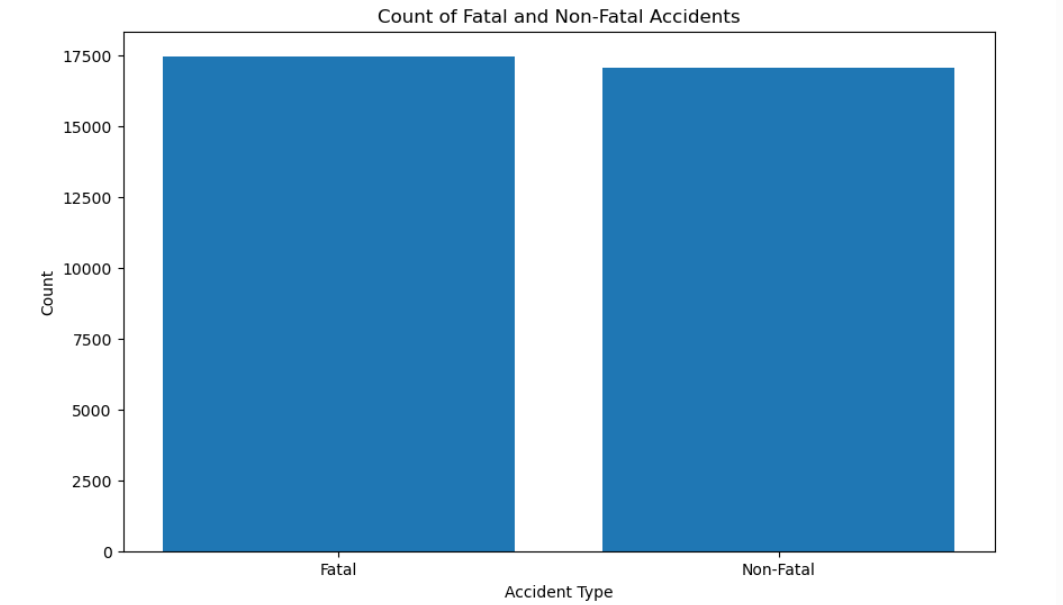 Count of Fatal and Non-Fatal Accidents
17500
15000
12500
10000
7500
5000
2500
0
Count
Fatal
Non-Fatal
Accident Type